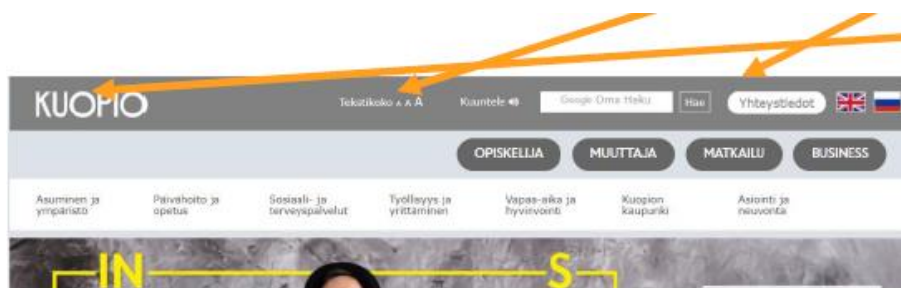 KUOPIO
Tekstikoko A A A
Kuuntele
Google Oma Haku
Hae
Yhteystiedot
OPISKELIJA
MUUTTAJA
MATKAILU
BUSINESS
Asuminen ja
ympäristö
Päivähoito ja
opetus
Sosiaali- ja
terveyspalvelut
Työllisyys ja
yrittäminen
Vapaa-aika ja
hyvinvointi
Kuopion
kaupunki
Asiointi ja
neuvonta
IN
S